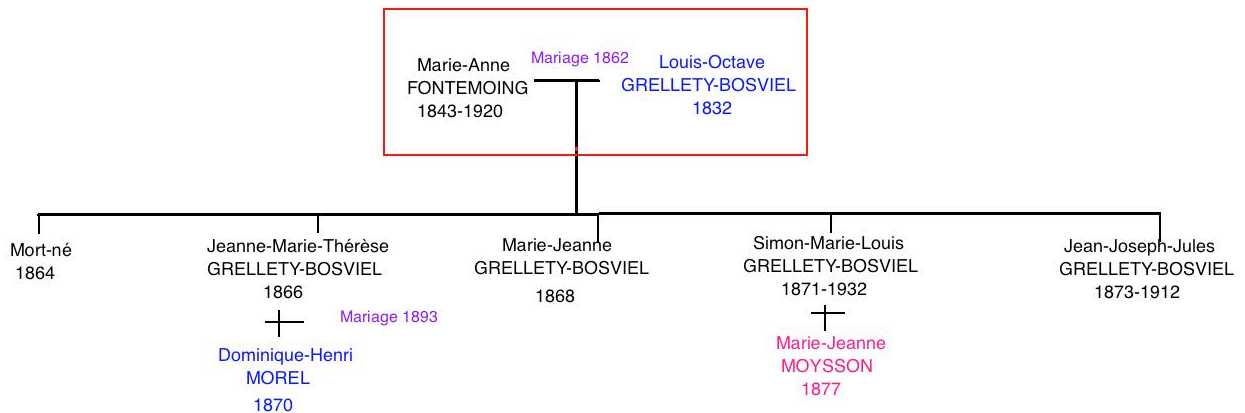 Marie-Anne
FONTEMOING
1843-1920
Mariage 1862
Louis-Octave
GRELLETY-BOSVIEL
1832
Mort-né
1864
Jeanne-Marie-Thérèse
GRELLETY-BOSVIEL
1866
Mariage 1893
Dominique-Henri
MOREL
1870
Marie-Jeanne
GRELLETY-BOSVIEL
1868
Simon-Marie-Louis
GRELLETY-BOSVIEL
1871-1932
Marie-Jeanne
MOYSSON
1877
Jean-Joseph-Jules
GRELLETY-BOSVIEL
1873-1912